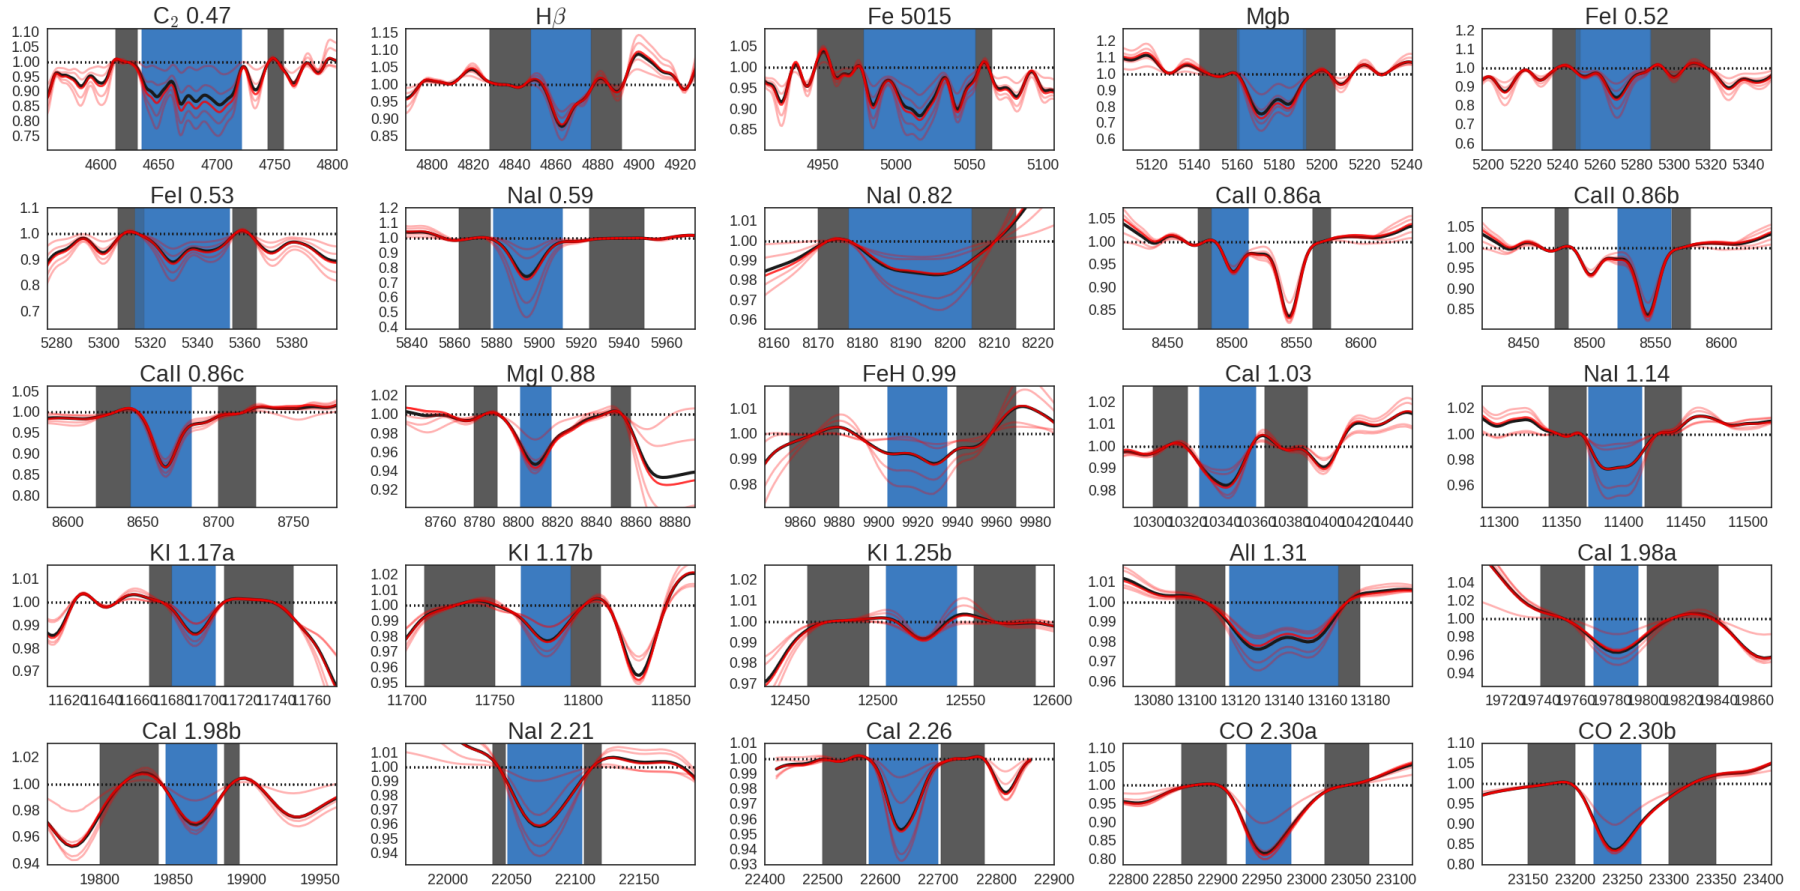 C₂ 0.47
Hβ
Fe 5015
Mgb
FeI 0.52
1.10 1.05 1.00 0.95 0.90 0.85 0.80 0.75
1.15 1.10 1.05 1.00 0.95 0.90 0.85
1.05 1.00 0.95 0.90 0.85
1.2 1.1 1.0 0.9 0.8 0.7 0.6
1.2 1.1 1.0 0.9 0.8 0.7 0.6
4600 4650 4700 4750 4800
4800 4820 4840 4860 4880 4900 4920
4950 5000 5050 5100
5120 5140 5160 5180 5200 5220 5240
5200 5220 5240 5260 5280 5300 5320 5340
FeI 0.53
NaI 0.59
NaI 0.82
CaII 0.86a
CaII 0.86b
1.1 1.0 0.9 0.8 0.7
1.2 1.1 1.0 0.9 0.8 0.7 0.6 0.5 0.4
1.01 1.00 0.99 0.98 0.97 0.96
1.05 1.00 0.95 0.90 0.85
1.05 1.00 0.95 0.90 0.85
5280 5300 5320 5340 5360 5380
5840 5860 5880 5900 5920 5940 5960
8160 8170 8180 8190 8200 8210 8220
8450 8500 8550 8600
8450 8500 8550 8600
CaII 0.86c
MgI 0.88
FeH 0.99
CaI 1.03
NaI 1.14
1.05 1.00 0.95 0.90 0.85 0.80
1.02 1.00 0.98 0.96 0.94 0.92
1.01 1.00 0.99 0.98
1.02 1.01 1.00 0.99 0.98
1.02 1.00 0.98 0.96
8600 8650 8700 8750
8760 8780 8800 8820 8840 8860 8880
9860 9880 9900 9920 9940 9960 9980
10300 10320 10340 10360 10380 10400 10420 10440
11300 11350 11400 11450 11500
KI 1.17a
KI 1.17b
KI 1.25b
AlI 1.31
CaI 1.98a
1.01 1.00 0.99 0.98 0.97
1.02 1.01 1.00 0.99 0.98 0.97 0.96 0.95
1.02 1.01 1.00 0.99 0.98 0.97
1.01 1.00 0.99 0.98 0.97 0.96
1.04 1.02 1.00 0.98 0.96 0.94
11620 11640 11660 11680 11700 11720 11740 11760
11700 11750 11800 11850
12450 12500 12550 12600
13080 13100 13120 13140 13160 13180
19720 19740 19760 19780 19800 19820 19840 19860
CaI 1.98b
NaI 2.21
CaI 2.26
CO 2.30a
CO 2.30b
1.02 1.00 0.98 0.96 0.94
1.01 1.00 0.99 0.98 0.97 0.96 0.95 0.94
1.01 1.00 0.99 0.98 0.97 0.96 0.95 0.94 0.93
1.10 1.05 1.00 0.95 0.90 0.85 0.80
1.10 1.05 1.00 0.95 0.90 0.85 0.80
19800 19850 19900 19950
22000 22050 22100 22150
22400 22500 22600 22700 22800 22900
22800 22850 22900 22950 23000 23050 23100
23150 23200 23250 23300 23350 23400